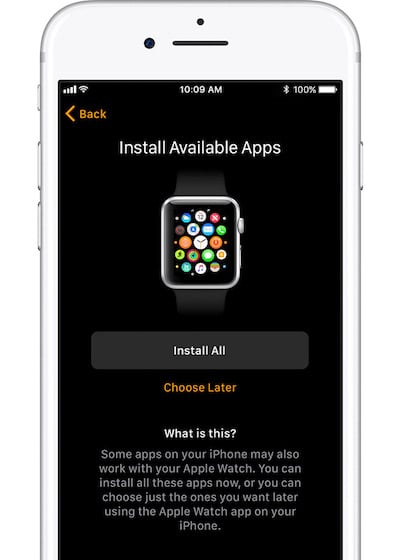 10:09 AM 100%
Back
Install Available Apps
Install All
Choose Later
What is this?
Some apps on your iPhone may also
work with your Apple Watch. You can
install all these apps now, or you can
choose just the ones you want later
using the Apple Watch app on your
iPhone.